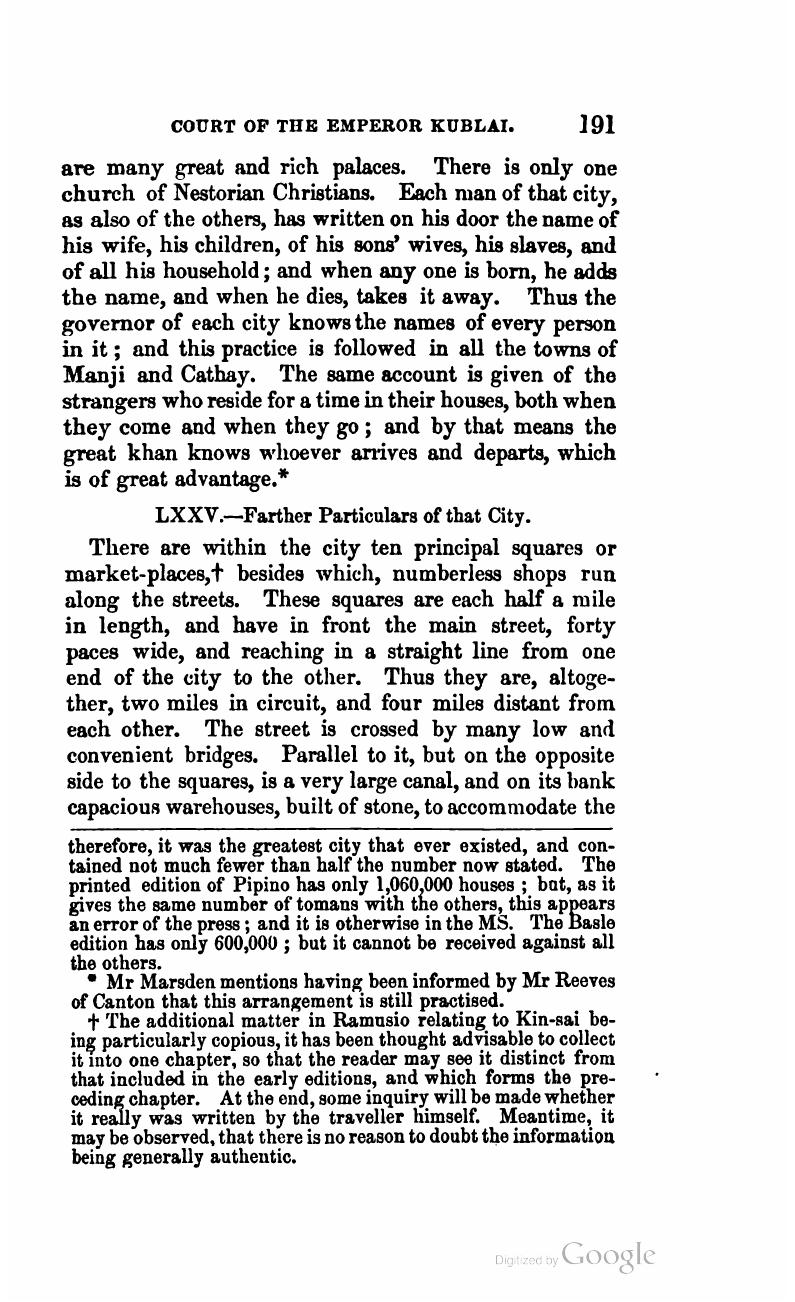 COURT OF THE EMPEROR KUBLAI. 191
are many great and rich palaces. There is only one
church of Nestorian Christians. Each man of that city,
as also of the others, has written on his door the name of
his wife, his children, of his sons' wives, his slaves, and
of all his household; and when any one is born, he adds
the name, and when he dies, takes it away. Thus the
governor of each city knows the names of every person
in it; and this practice is followed in all the towns of
Manji and Cathay. The same account is given of the
strangers who reside for a time in their houses, both when
they come and when they go; and by that means the
great khan knows whoever arrives and departs, which
is of great advantage.*
LXXV.—Farther Particulars of that City.
There are within the city ten principal squares or
market-places,† besides which, numberless shops run
along the streets. These squares are each half a mile
in length, and have in front the main street, forty
paces wide, and reaching in a straight line from one
end of the city to the other. Thus they are, altoge-
ther, two miles in circuit, and four miles distant from
each other. The street is crossed by many low and
convenient bridges. Parallel to it, but on the opposite
side to the squares, is a very large canal, and on its bank
capacious warehouses, built of stone, to accommodate the
therefore, it was the greatest city that ever existed, and con-
tained not much fewer than half the number now stated. The
printed edition of Pipino has only 1,060,000 houses; but, as it
gives the same number of tomans with the others, this appears
an error of the press; and it is otherwise in the MS. The Basle
edition has only 600,000; but it cannot be received against all
the others.
* Mr Marsden mentions having been informed by Mr Reeves
of Canton that this arrangement is still practised.
† The additional matter in Ramusio relating to Kin-sai be-
ing particularly copious, it has been thought advisable to collect
it into one chapter, so that the reader may see it distinct from
that included in the early editions, and which forms the pre-
ceding chapter. At the end, some inquiry will be made whether
it really was written by the traveller himself. Meantime, it
may be observed, that there is no reason to doubt the information
being generally authentic.
Digitized by Google